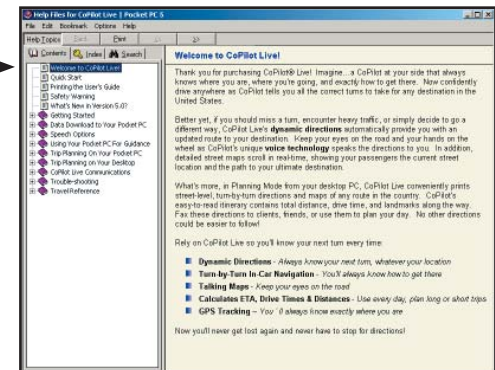 Help Files for CoPilot Live | Pocket PC 5
File Edit Bookmark Options Help
Help Topics Back Print << >>
Contents Index Search
Welcome to CoPilot Live!
Quick Start
Printing the User's Guide
Safety Warning
What's New in Version 5.0?
Getting Started
Data Download to Your Pocket PC
Speech Options
Using Your Pocket PC For Guidance
Trip Planning On Your Pocket PC
Trip Planning on Your Desktop
CoPilot Live Communications
Trouble-shooting
Travel Reference
Welcome to CoPilot Live!
Thank you for purchasing CoPilot® Live! Imagine...a CoPilot at your side that always
knows where you are, where you're going, and exactly how to get there. Now confidently
drive anywhere as CoPilot tells you all the correct turns to take for any destination in the
United States.
Better yet, if you should miss a turn, encounter heavy traffic, or simply decide to go a
different way, CoPilot Live's dynamic directions automatically provide you with an
updated route to your destination. Keep your eyes on the road and your hands on the
wheel as CoPilot's unique voice technology speaks the directions to you. In addition,
detailed street maps scroll in real-time, showing your passengers the current street
location and the path to your ultimate destination.
What's more, in Planning Mode from your desktop PC, CoPilot Live conveniently prints
street-level, turn-by-turn directions and maps of any route in the country. CoPilot's
easy-to-read itinerary contains total distance, drive time, and landmarks along the way.
Fax these directions to clients, friends, or use them to plan your day. No other directions
could be easier to follow!
Rely on CoPilot Live so you'll know your next turn every time:
Dynamic Directions - Always know your next turn, whatever your location
Turn-by-Turn In-Car Navigation - You'll always know how to get there
Talking Maps - Keep your eyes on the road
Calculates ETA, Drive Times & Distances - Use every day, plan long or short trips
GPS Tracking – You ' ll always know exactly where you are
Now you'll never get lost again and never have to stop for directions!